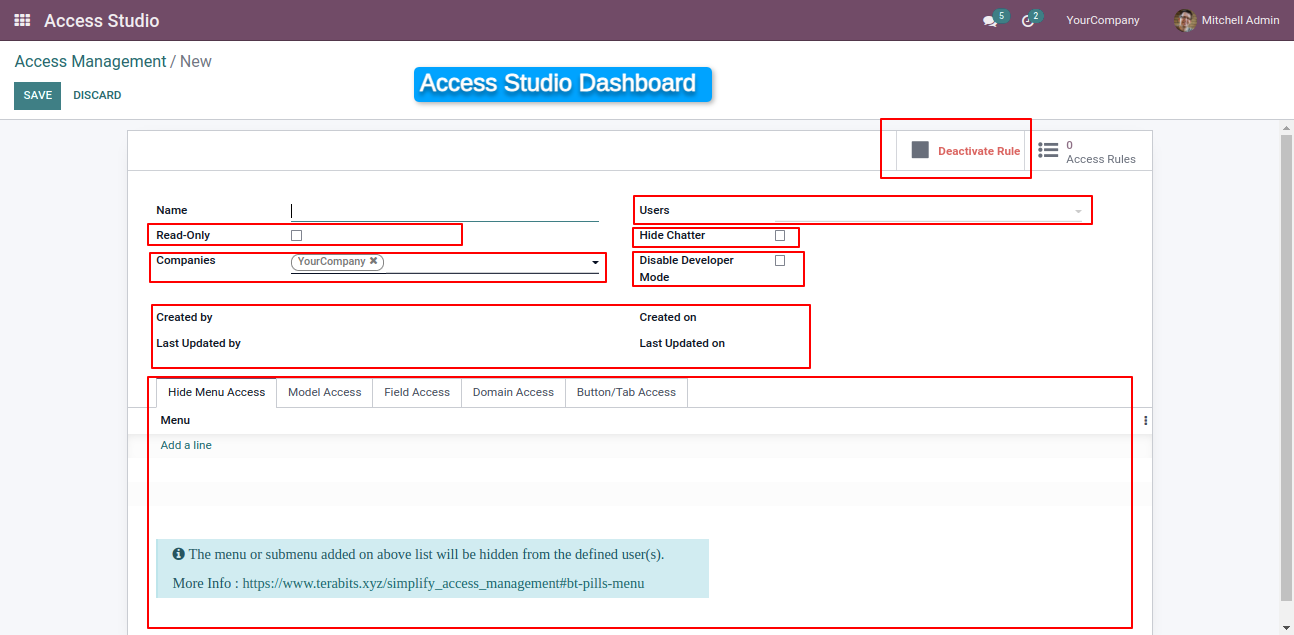 Access Studio
5
2
YourCompany
Mitchell Admin
Access Management / New
SAVE
DISCARD
Access Studio Dashboard
Deactivate Rule
0
Access Rules
Name
Users
Read-Only
Hide Chatter
Companies
YourCompany ✖
Disable Developer
Mode
Created by
Created on
Last Updated by
Last Updated on
Hide Menu Access
Model Access
Field Access
Domain Access
Button/Tab Access
Menu
Add a line
The menu or submenu added on above list will be hidden from the defined user(s).
More Info : https://www.terabits.xyz/simplify_access_management#bt-pills-menu